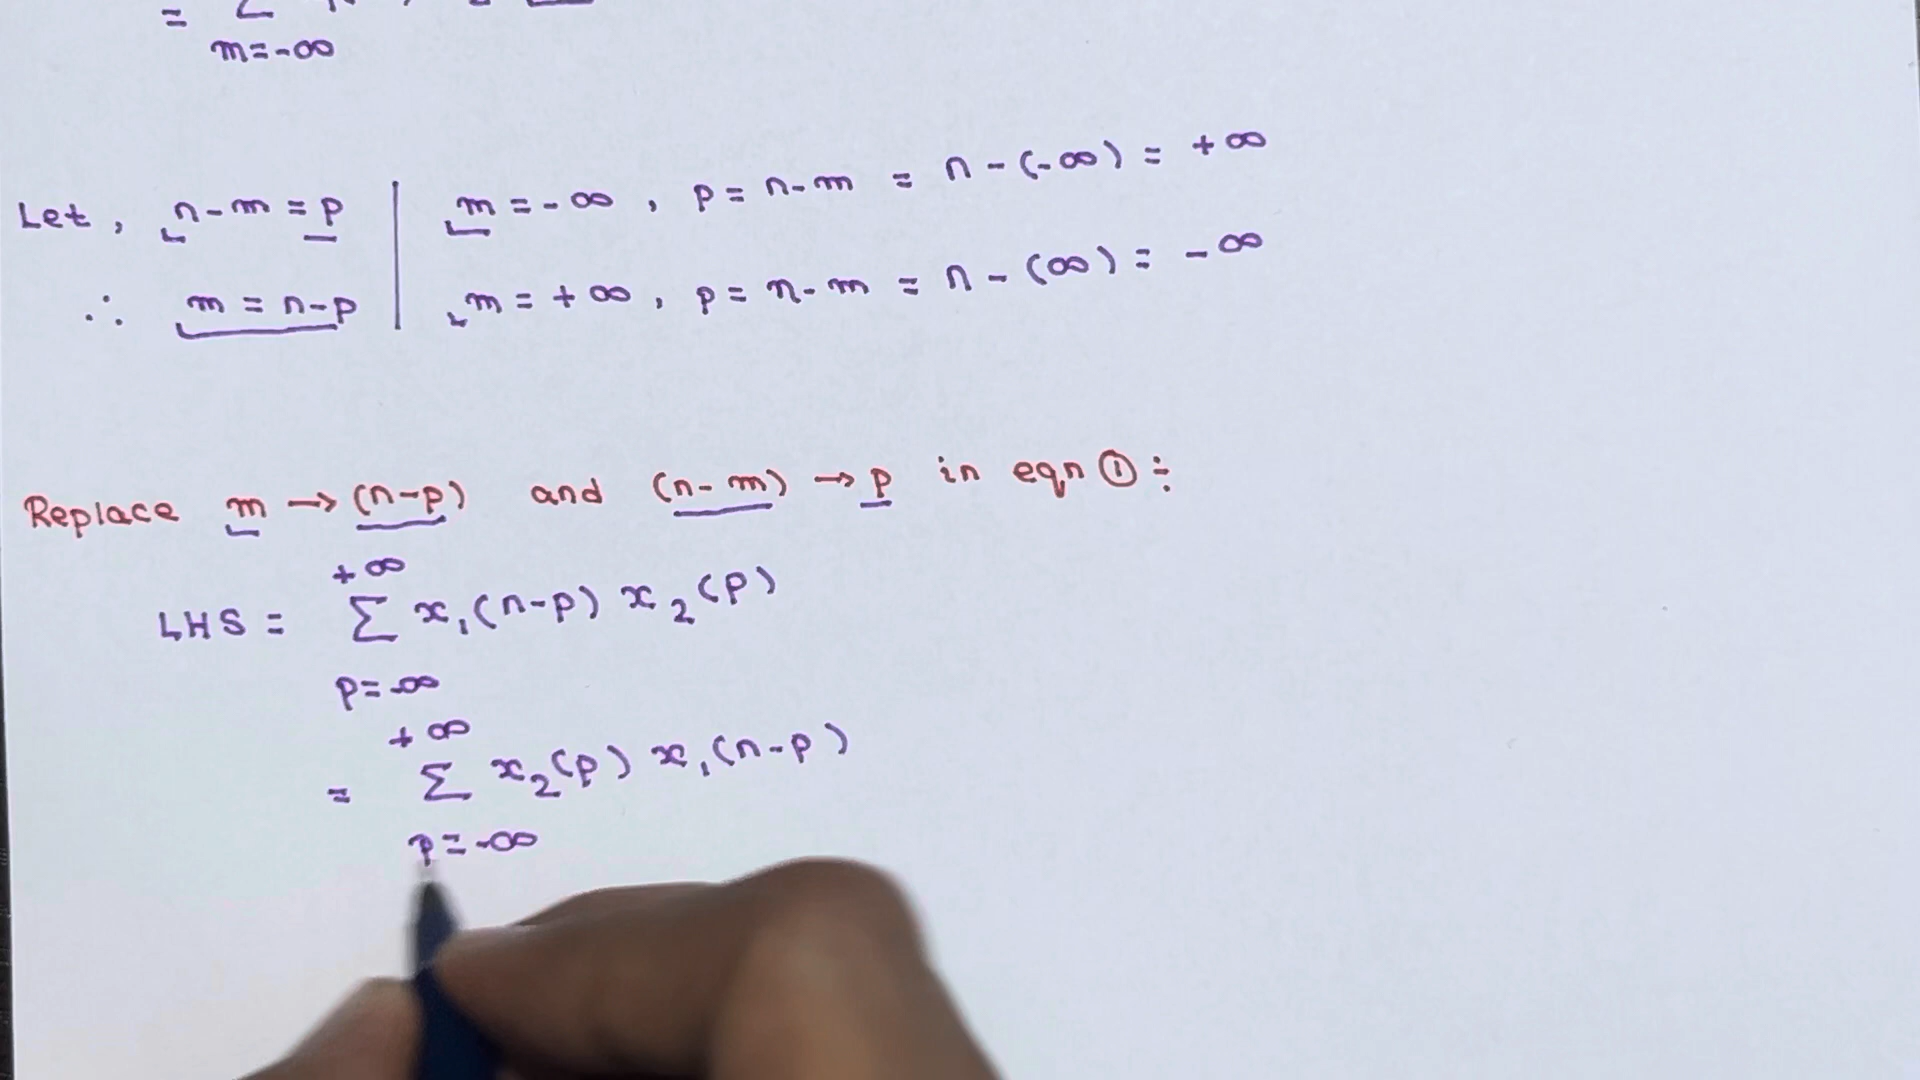 =
m=-∞
Let, n-m = p | m = -∞, p = n-m = n-(-∞) = +∞
∴ m = n-p | m = +∞, p = n-m = n-(∞) = -∞
Replace m → (n-p) and (n-m) → p in eqn ① :-
+∞
LHS = Σ x₁(n-p) x₂(p)
p=-∞
+∞
= Σ x₂(p) x₁(n-p)
p=-∞